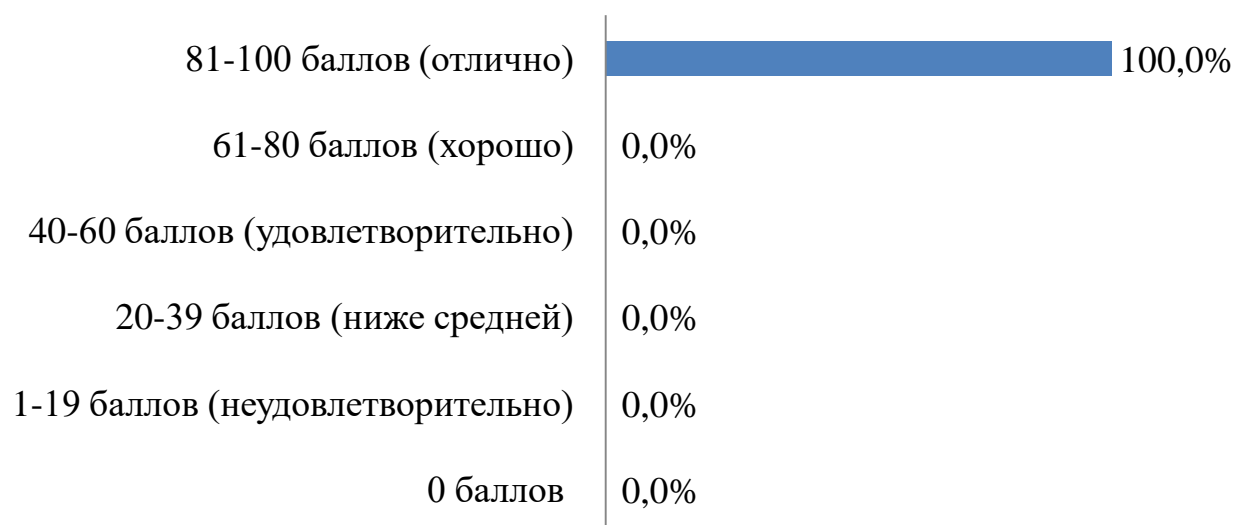 81-100 баллов (отлично) 100,0%
61-80 баллов (хорошо) 0,0%
40-60 баллов (удовлетворительно) 0,0%
20-39 баллов (ниже средней) 0,0%
1-19 баллов (неудовлетворительно) 0,0%
0 баллов 0,0%